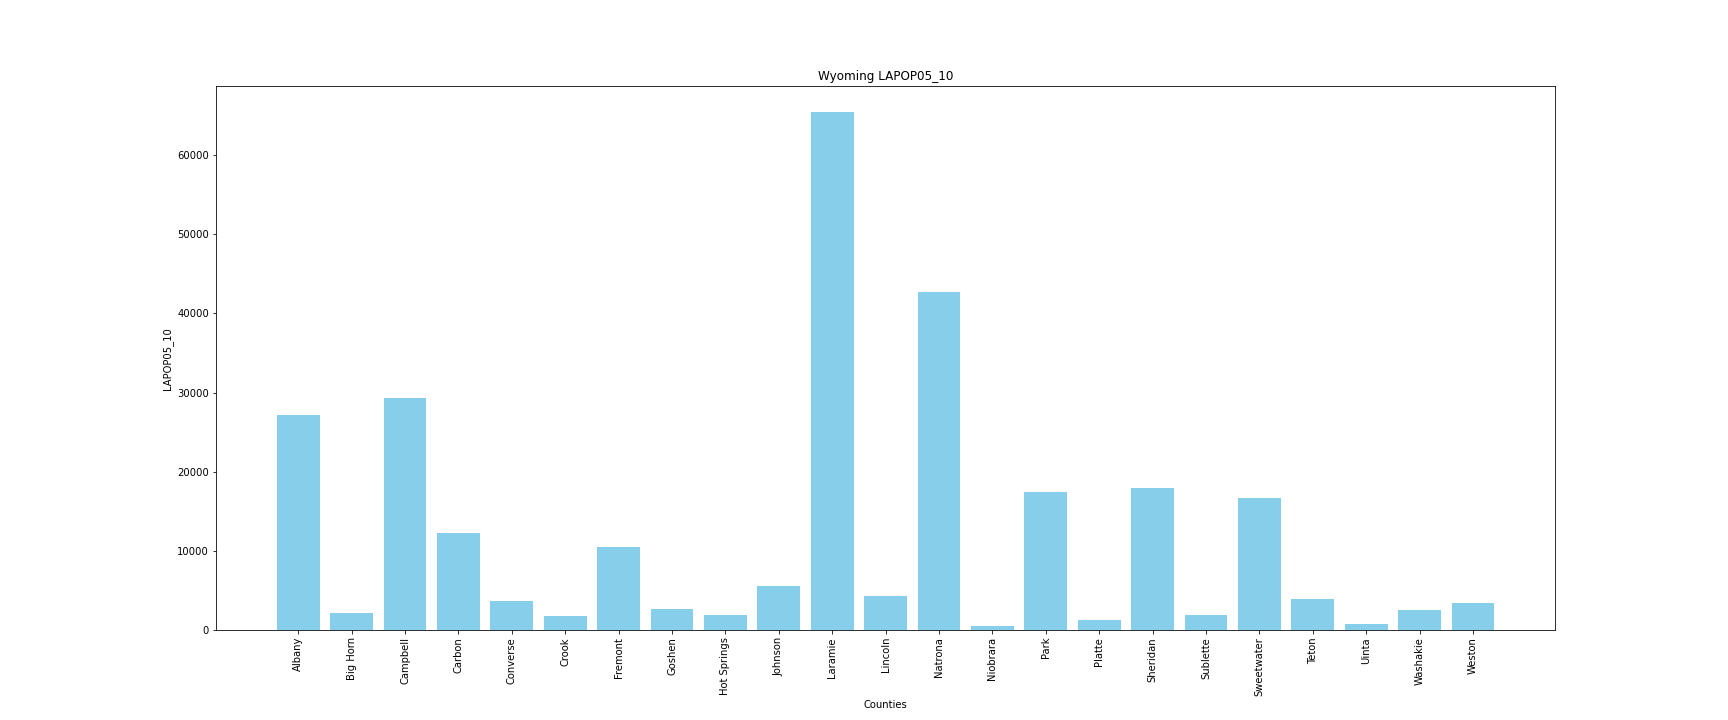 Wyoming LAPOP05_10
60000
50000
40000
30000
20000
10000
0
LAPOP05_10
Albany
Big Horn
Campbell
Carbon
Converse
Crook
Fremont
Goshen
Hot Springs
Johnson
Laramie
Lincoln
Natrona
Niobrara
Park
Platte
Sheridan
Sublette
Sweetwater
Teton
Uinta
Washakie
Weston
Counties